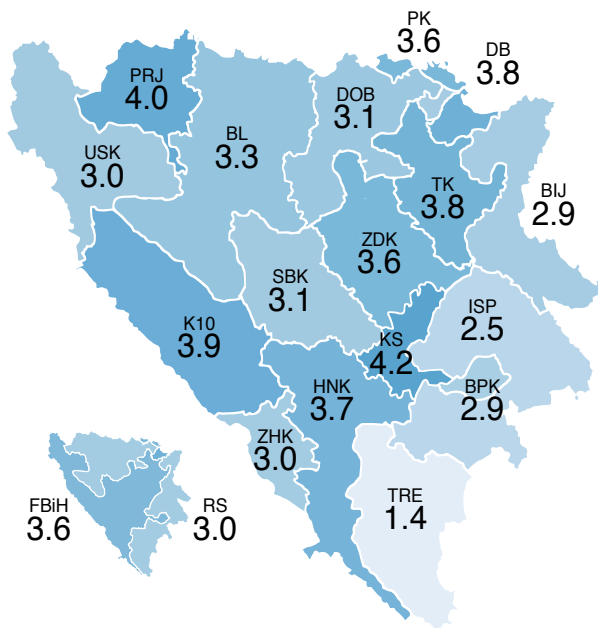 PK
3.6
DB
3.8
PRJ
4.0
DOB
3.1
BL
3.3
USK
3.0
TK
3.8
BIJ
2.9
ZDK
3.6
SBK
3.1
ISP
2.5
K10
3.9
KS
4.2
HNK
3.7
BPK
2.9
ZHK
3.0
TRE
1.4
FBiH
3.6
RS
3.0